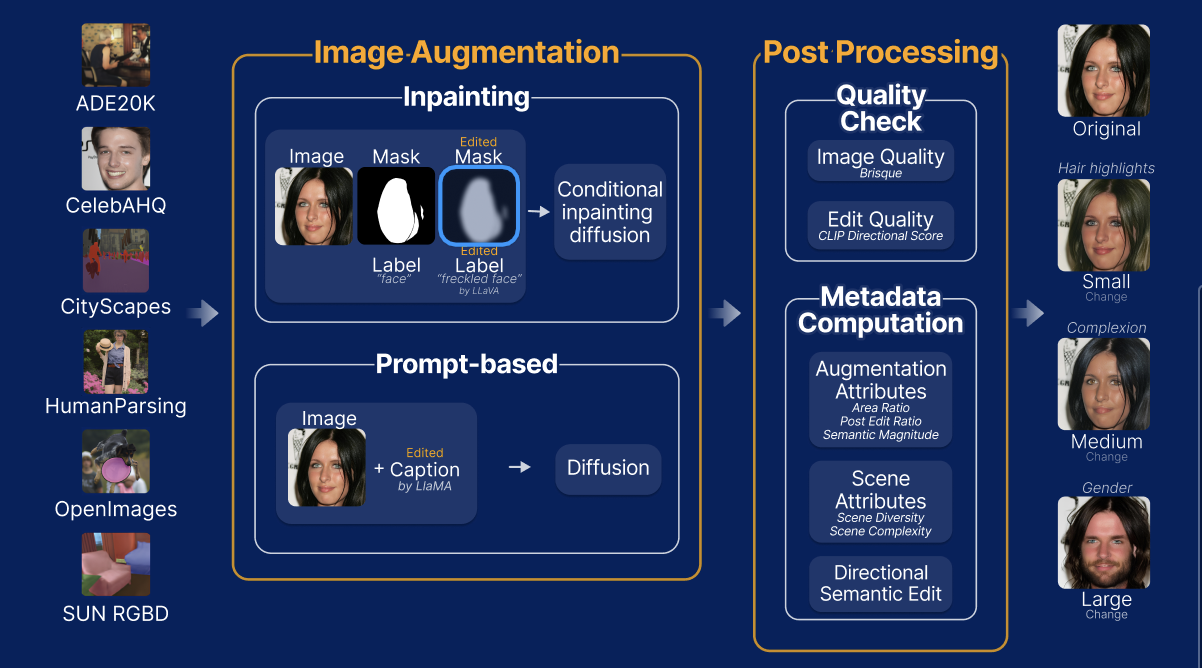 ADE20K
CelebAHQ
CityScapes
HumanParsing
OpenImages
SUN RGBD
Image Augmentation
Inpainting
Image
Mask
Edited
Mask
Label
"face"
Edited
Label
"freckled face"
by LLaVA
Conditional
inpainting
diffusion
Prompt-based
Image
Edited
+ Caption
by LlaMA
Diffusion
Post Processing
Quality
Check
Image Quality
Brisque
Edit Quality
CLIP Directional Score
Metadata
Computation
Augmentation
Attributes
Area Ratio
Post Edit Ratio
Semantic Magnitude
Scene
Attributes
Scene Diversity
Scene Complexity
Directional
Semantic Edit
Original
Hair highlights
Small
Change
Complexion
Medium
Change
Gender
Large
Change